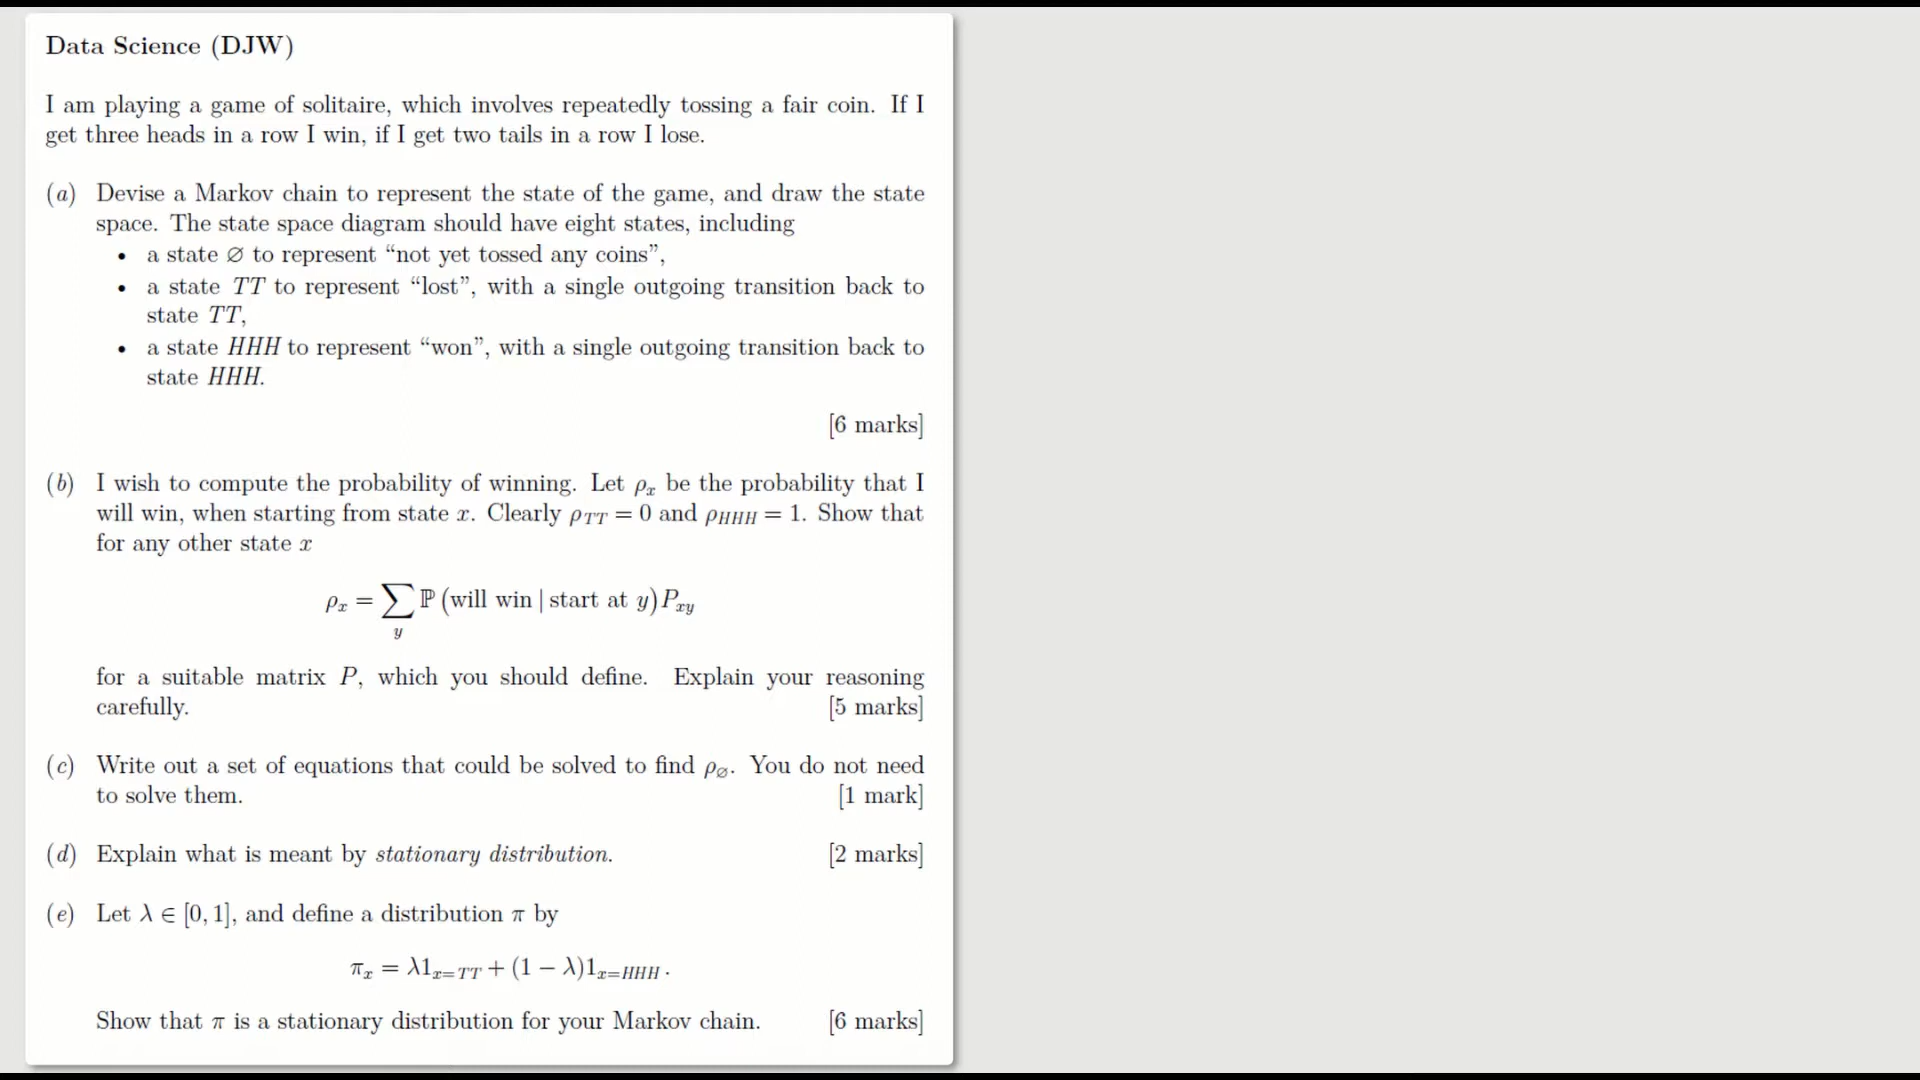 Data Science (DJW)
I am playing a game of solitaire, which involves repeatedly tossing a fair coin. If I
get three heads in a row I win, if I get two tails in a row I lose.
(a) Devise a Markov chain to represent the state of the game, and draw the state
space. The state space diagram should have eight states, including
• a state ∅ to represent “not yet tossed any coins”,
• a state TT to represent “lost”, with a single outgoing transition back to
state TT,
• a state HHH to represent “won”, with a single outgoing transition back to
state HHH.
[6 marks]
(b) I wish to compute the probability of winning. Let ρₓ be the probability that I
will win, when starting from state x. Clearly ρ_TT = 0 and ρ_HHH = 1. Show that
for any other state x
ρₓ = ∑_y ℙ (will win | start at y) P_xy
for a suitable matrix P, which you should define. Explain your reasoning
carefully. [5 marks]
(c) Write out a set of equations that could be solved to find ρ_∅. You do not need
to solve them. [1 mark]
(d) Explain what is meant by stationary distribution. [2 marks]
(e) Let λ ∈ [0, 1], and define a distribution π by
πₓ = λ1_{x=TT} + (1 − λ)1_{x=HHH} .
Show that π is a stationary distribution for your Markov chain. [6 marks]